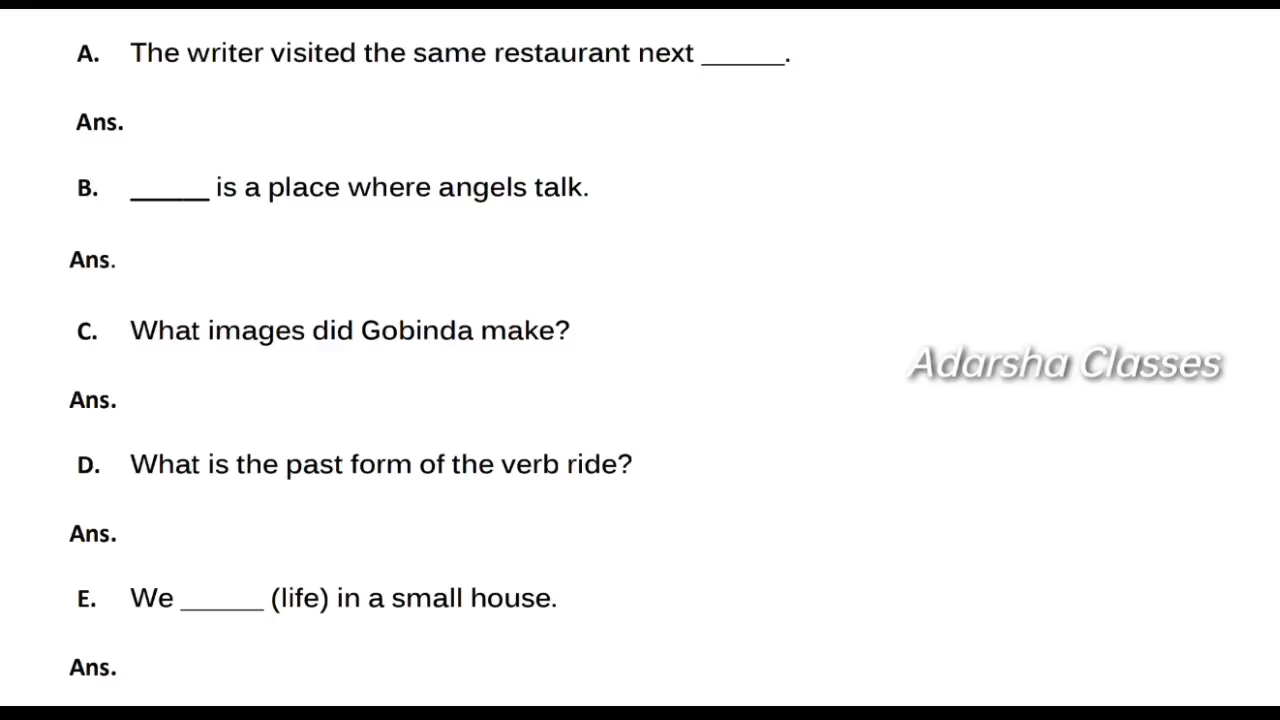 A. The writer visited the same restaurant next ______.
Ans.
B. ______ is a place where angels talk.
Ans.
C. What images did Gobinda make?
Adarsha Classes
Ans.
D. What is the past form of the verb ride?
Ans.
E. We ______ (life) in a small house.
Ans.